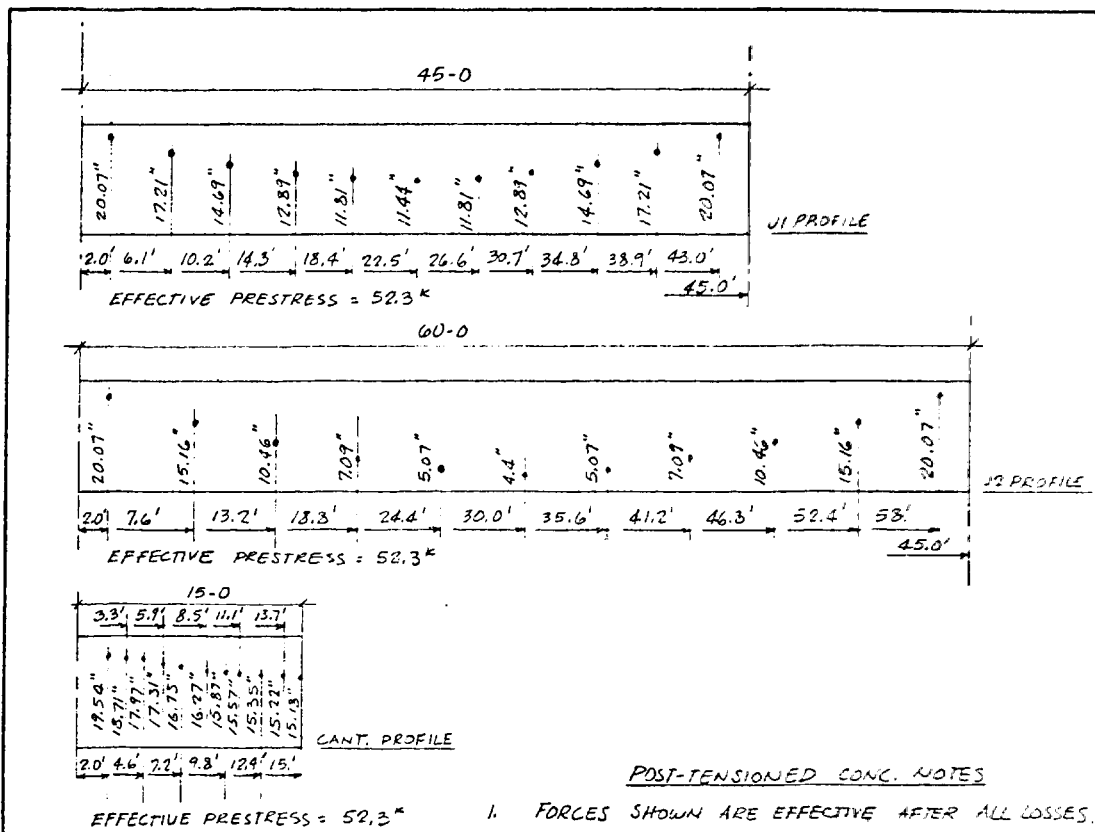 45-0
20.07" 17.21" 14.69" 12.89" 11.81" 11.44" 11.81" 12.89" 14.69" 17.21" 20.07"
J1 PROFILE
2.0' 6.1' 10.2' 14.3' 18.4' 22.5' 26.6' 30.7' 34.8' 38.9' 43.0'
45.0'
EFFECTIVE PRESTRESS = 52.3ᴷ
60-0
20.07" 15.16" 10.46" 7.09" 5.07" 4.4" 5.07" 7.09" 10.46" 15.16" 20.07"
J2 PROFILE
2.0' 7.6' 13.2' 18.8' 24.4' 30.0' 35.6' 41.2' 46.8' 52.4' 58'
45.0'
EFFECTIVE PRESTRESS = 52.3ᴷ
15-0
3.3' 5.9' 8.5' 11.1' 13.7'
19.54" 18.71" 17.97" 17.31" 16.73" 16.27" 15.87" 15.57" 15.35" 15.22" 15.13"
CANT. PROFILE
2.0' 4.6' 7.2' 9.8' 12.4' 15.'
EFFECTIVE PRESTRESS = 52.3ᴷ
POST-TENSIONED CONC. NOTES
1. FORCES SHOWN ARE EFFECTIVE AFTER ALL LOSSES.